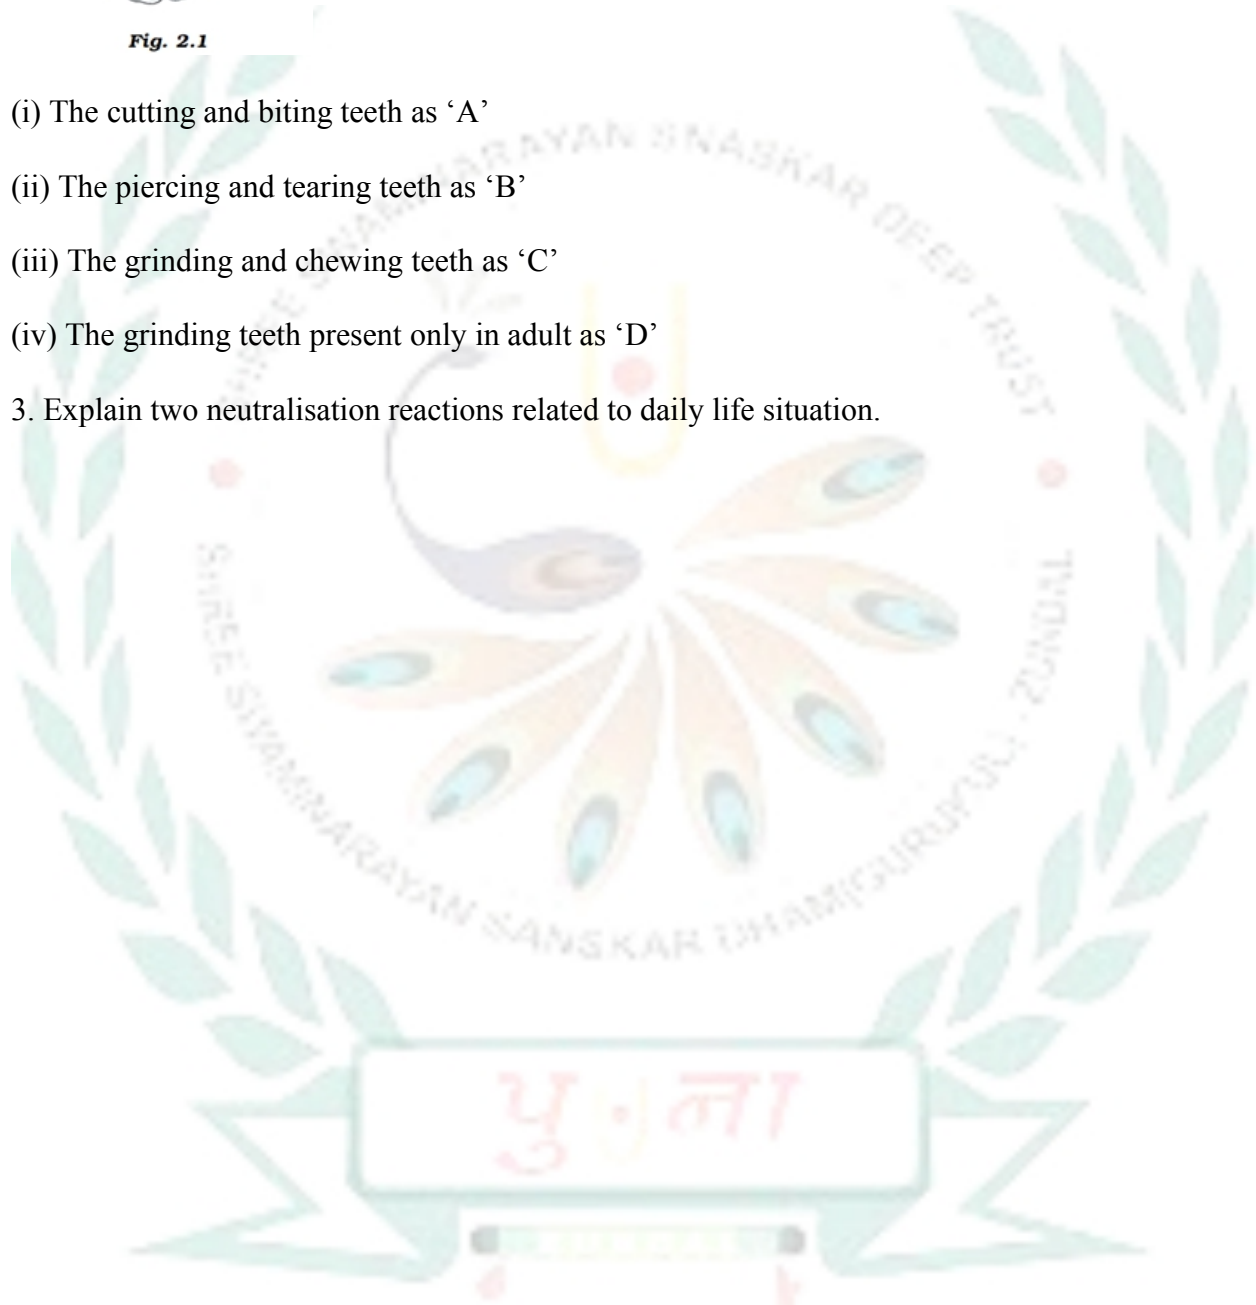 Fig. 2.1
(i) The cutting and biting teeth as ‘A’
(ii) The piercing and tearing teeth as ‘B’
(iii) The grinding and chewing teeth as ‘C’
(iv) The grinding teeth present only in adult as ‘D’
3. Explain two neutralisation reactions related to daily life situation.